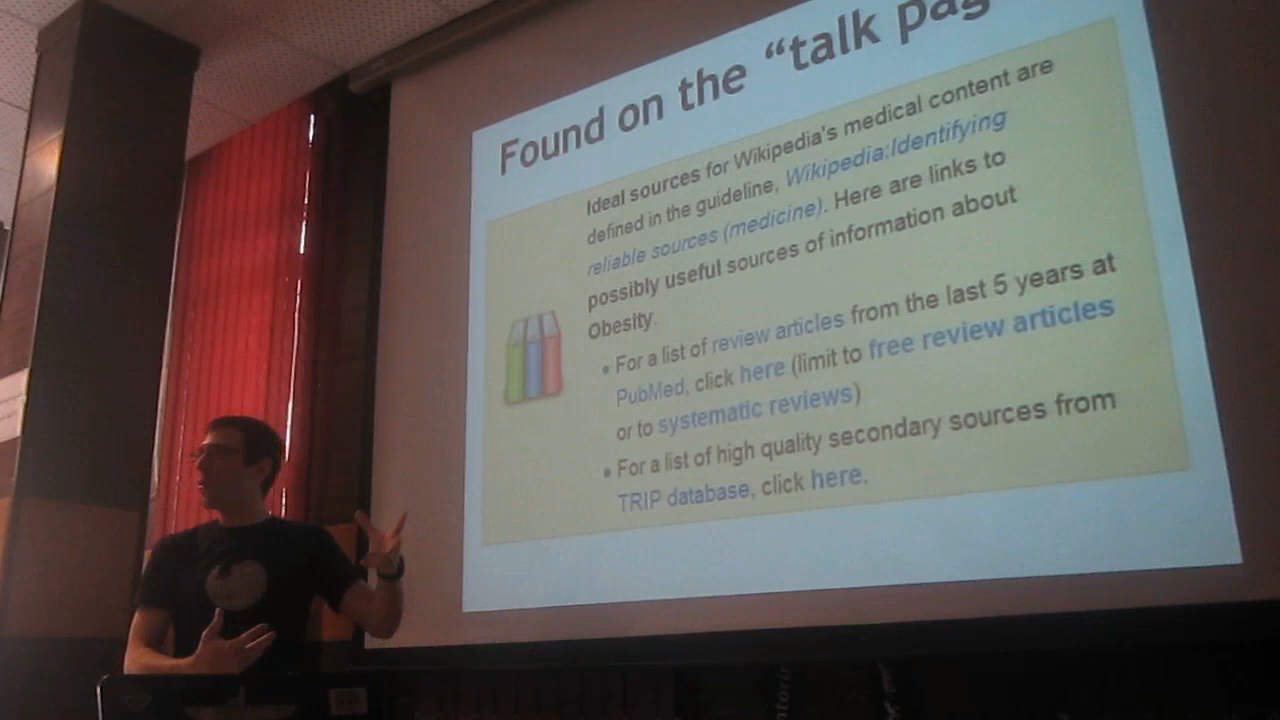 Found on the “talk pag
Ideal sources for Wikipedia's medical content are
defined in the guideline, Wikipedia:Identifying
reliable sources (medicine). Here are links to
possibly useful sources of information about
Obesity.
• For a list of review articles from the last 5 years at
PubMed, click here (limit to free review articles
or to systematic reviews)
• For a list of high quality secondary sources from
TRIP database, click here.